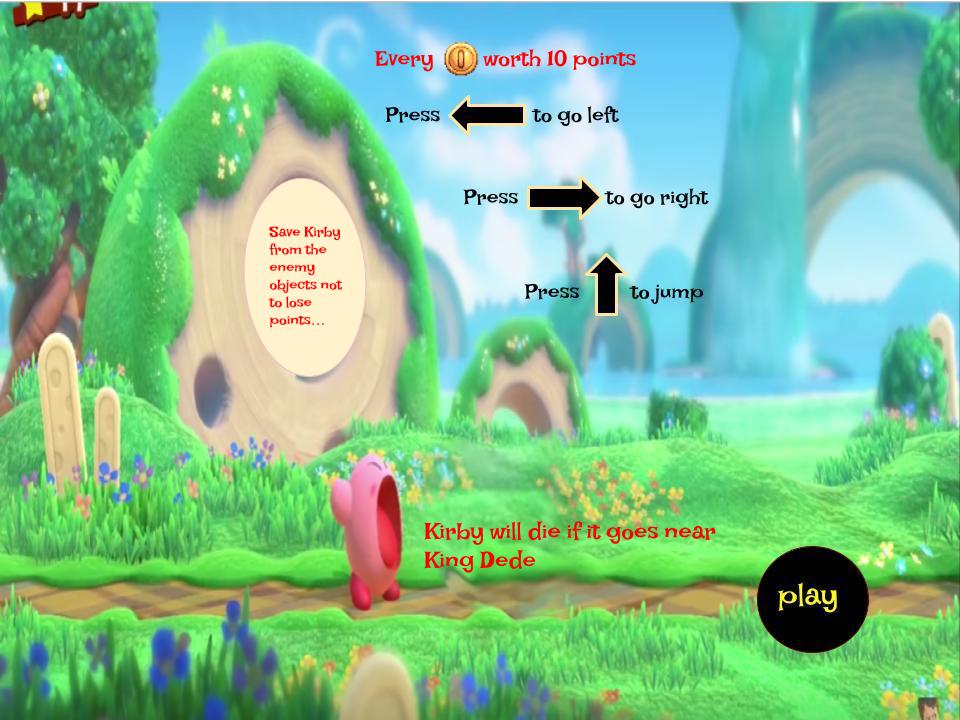 Every worth 10 points
Press to go left
Press to go right
Save Kirby
from the
enemy
objects not
to lose
points...
Press to jump
Kirby will die if it goes near
King Dede
play